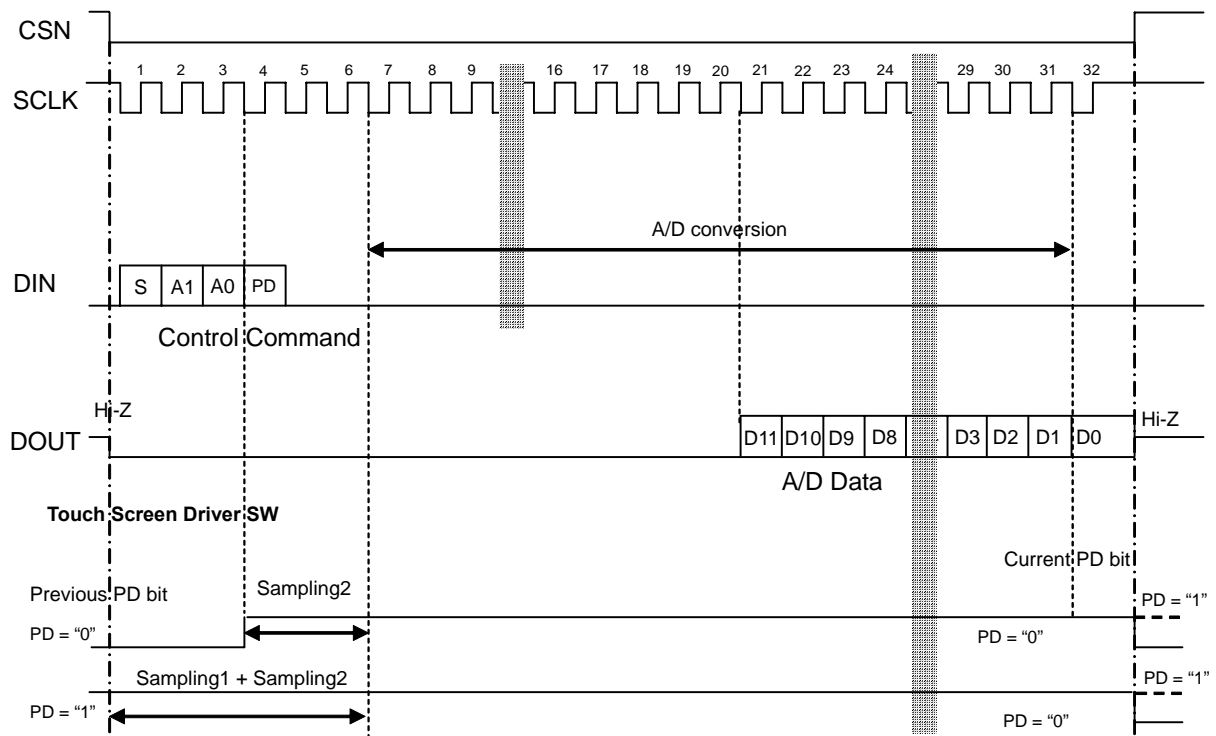 CSN
1 2 3 4 5 6 7 8 9 16 17 18 19 20 21 22 23 24 29 30 31 32
SCLK
A/D conversion
DIN S A1 A0 PD
Control Command
Hi-Z
Hi-Z
DOUT D11 D10 D9 D8 D3 D2 D1 D0
A/D Data
Touch Screen Driver SW
Current PD bit
Previous PD bit
Sampling2
PD = “1”
PD = “0”
PD = “0”
Sampling1 + Sampling2
PD = “1”
PD = “1”
PD = “0”